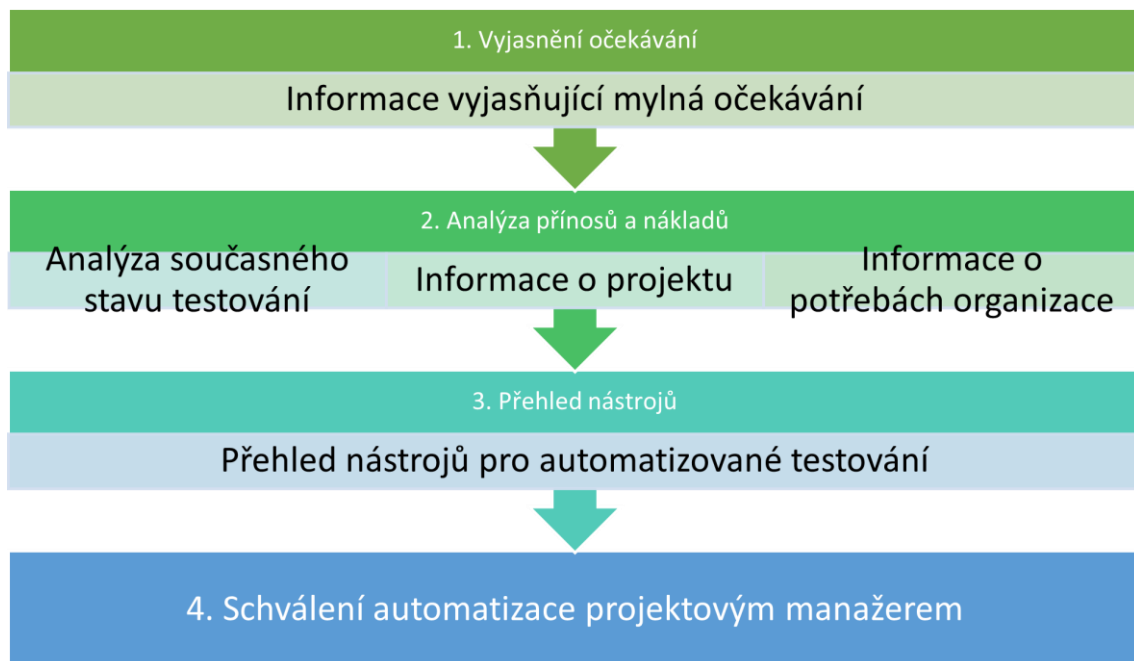 1. Vyjasnění očekávání
Informace vyjasňující mylná očekávání
2. Analýza přínosů a nákladů
Analýza současného
stavu testování
Informace o projektu
Informace o
potřebách organizace
3. Přehled nástrojů
Přehled nástrojů pro automatizované testování
4. Schválení automatizace projektovým manažerem